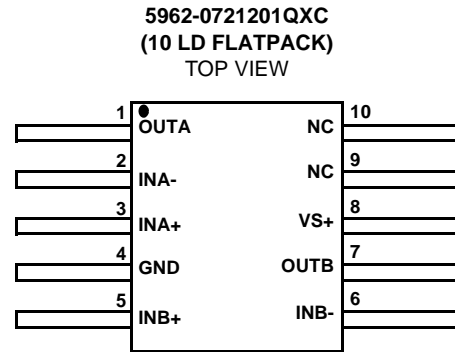 5962-0721201QXC
(10 LD FLATPACK)
TOP VIEW
1 OUTA NC 10
2 INA- NC 9
3 INA+ VS+ 8
4 GND OUTB 7
5 INB+ INB- 6